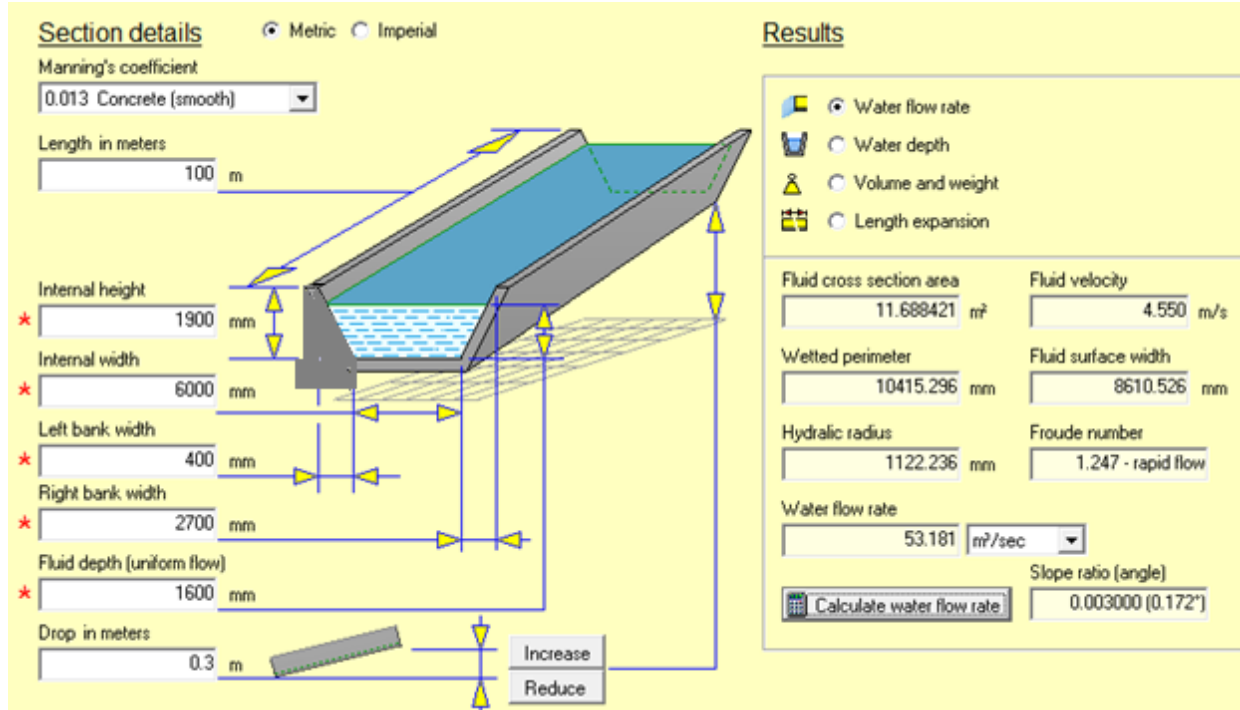 Section details
Metric
Imperial
Manning's coefficient
0.013 Concrete (smooth)
Length in meters
100 m
Internal height
* 1900 mm
Internal width
* 6000 mm
Left bank width
* 400 mm
Right bank width
* 2700 mm
Fluid depth (uniform flow)
* 1600 mm
Drop in meters
0.3 m
Increase
Reduce
Results
Water flow rate
Water depth
Volume and weight
Length expansion
Fluid cross section area
11.688421 m²
Fluid velocity
4.550 m/s
Wetted perimeter
10415.296 mm
Fluid surface width
8610.526 mm
Hydralic radius
1122.236 mm
Froude number
1.247 - rapid flow
Water flow rate
53.181 m³/sec
Slope ratio (angle)
Calculate water flow rate
0.003000 (0.172°)